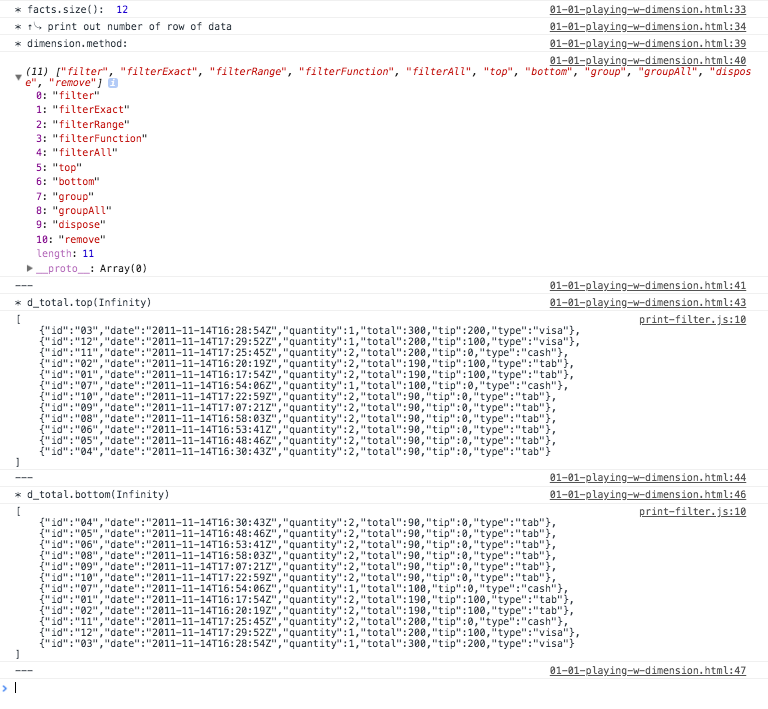 * facts.size():  12 01-01-playing-w-dimension.html:33
* ↑⤷ print out number of row of data 01-01-playing-w-dimension.html:34
* dimension.method: 01-01-playing-w-dimension.html:39
01-01-playing-w-dimension.html:40
▼ (11) ["filter", "filterExact", "filterRange", "filterFunction", "filterAll", "top", "bottom", "group", "groupAll", "dispos
e", "remove"] i
0: "filter"
1: "filterExact"
2: "filterRange"
3: "filterFunction"
4: "filterAll"
5: "top"
6: "bottom"
7: "group"
8: "groupAll"
9: "dispose"
10: "remove"
length: 11
▶ __proto__: Array(0)
--- 01-01-playing-w-dimension.html:41
* d_total.top(Infinity) 01-01-playing-w-dimension.html:43
[ print-filter.js:10
{"id":"03","date":"2011-11-14T16:28:54Z","quantity":1,"total":300,"tip":200,"type":"visa"},
{"id":"12","date":"2011-11-14T17:29:52Z","quantity":1,"total":200,"tip":100,"type":"visa"},
{"id":"11","date":"2011-11-14T17:25:45Z","quantity":2,"total":200,"tip":0,"type":"cash"},
{"id":"02","date":"2011-11-14T16:20:19Z","quantity":2,"total":190,"tip":100,"type":"tab"},
{"id":"01","date":"2011-11-14T16:17:54Z","quantity":2,"total":190,"tip":100,"type":"tab"},
{"id":"07","date":"2011-11-14T16:54:06Z","quantity":1,"total":100,"tip":0,"type":"cash"},
{"id":"10","date":"2011-11-14T17:22:59Z","quantity":2,"total":90,"tip":0,"type":"tab"},
{"id":"09","date":"2011-11-14T17:07:21Z","quantity":2,"total":90,"tip":0,"type":"tab"},
{"id":"08","date":"2011-11-14T16:58:03Z","quantity":2,"total":90,"tip":0,"type":"tab"},
{"id":"06","date":"2011-11-14T16:53:41Z","quantity":2,"total":90,"tip":0,"type":"tab"},
{"id":"05","date":"2011-11-14T16:48:46Z","quantity":2,"total":90,"tip":0,"type":"tab"},
{"id":"04","date":"2011-11-14T16:30:43Z","quantity":2,"total":90,"tip":0,"type":"tab"}
]
--- 01-01-playing-w-dimension.html:44
* d_total.bottom(Infinity) 01-01-playing-w-dimension.html:46
[ print-filter.js:10
{"id":"04","date":"2011-11-14T16:30:43Z","quantity":2,"total":90,"tip":0,"type":"tab"},
{"id":"05","date":"2011-11-14T16:48:46Z","quantity":2,"total":90,"tip":0,"type":"tab"},
{"id":"06","date":"2011-11-14T16:53:41Z","quantity":2,"total":90,"tip":0,"type":"tab"},
{"id":"08","date":"2011-11-14T16:58:03Z","quantity":2,"total":90,"tip":0,"type":"tab"},
{"id":"09","date":"2011-11-14T17:07:21Z","quantity":2,"total":90,"tip":0,"type":"tab"},
{"id":"10","date":"2011-11-14T17:22:59Z","quantity":2,"total":90,"tip":0,"type":"tab"},
{"id":"07","date":"2011-11-14T16:54:06Z","quantity":1,"total":100,"tip":0,"type":"cash"},
{"id":"01","date":"2011-11-14T16:17:54Z","quantity":2,"total":190,"tip":100,"type":"tab"},
{"id":"02","date":"2011-11-14T16:20:19Z","quantity":2,"total":190,"tip":100,"type":"tab"},
{"id":"11","date":"2011-11-14T17:25:45Z","quantity":2,"total":200,"tip":0,"type":"cash"},
{"id":"12","date":"2011-11-14T17:29:52Z","quantity":1,"total":200,"tip":100,"type":"visa"},
{"id":"03","date":"2011-11-14T16:28:54Z","quantity":1,"total":300,"tip":200,"type":"visa"}
]
--- 01-01-playing-w-dimension.html:47
>